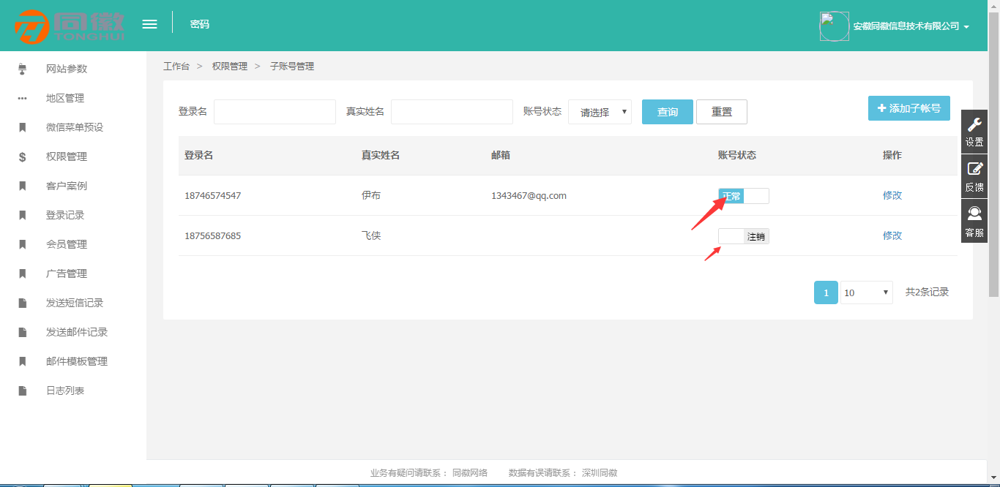 同徽
TONGHUI
密码
安徽同徽信息技术有限公司
网站参数
地区管理
微信菜单预设
权限管理
客户案例
登录记录
会员管理
广告管理
发送短信记录
发送邮件记录
邮件模板管理
日志列表
工作台 > 权限管理 > 子账号管理
登录名 真实姓名 账号状态 请选择 查询 重置 添加子帐号
登录名 真实姓名 邮箱 账号状态 操作
18746574547 伊布 1343467@qq.com 正常 修改
18756587685 飞侠 注销 修改
1 10 共2条记录
设置
反馈
客服
业务有疑问请联系： 同徽网络 数据有误请联系： 深圳同徽